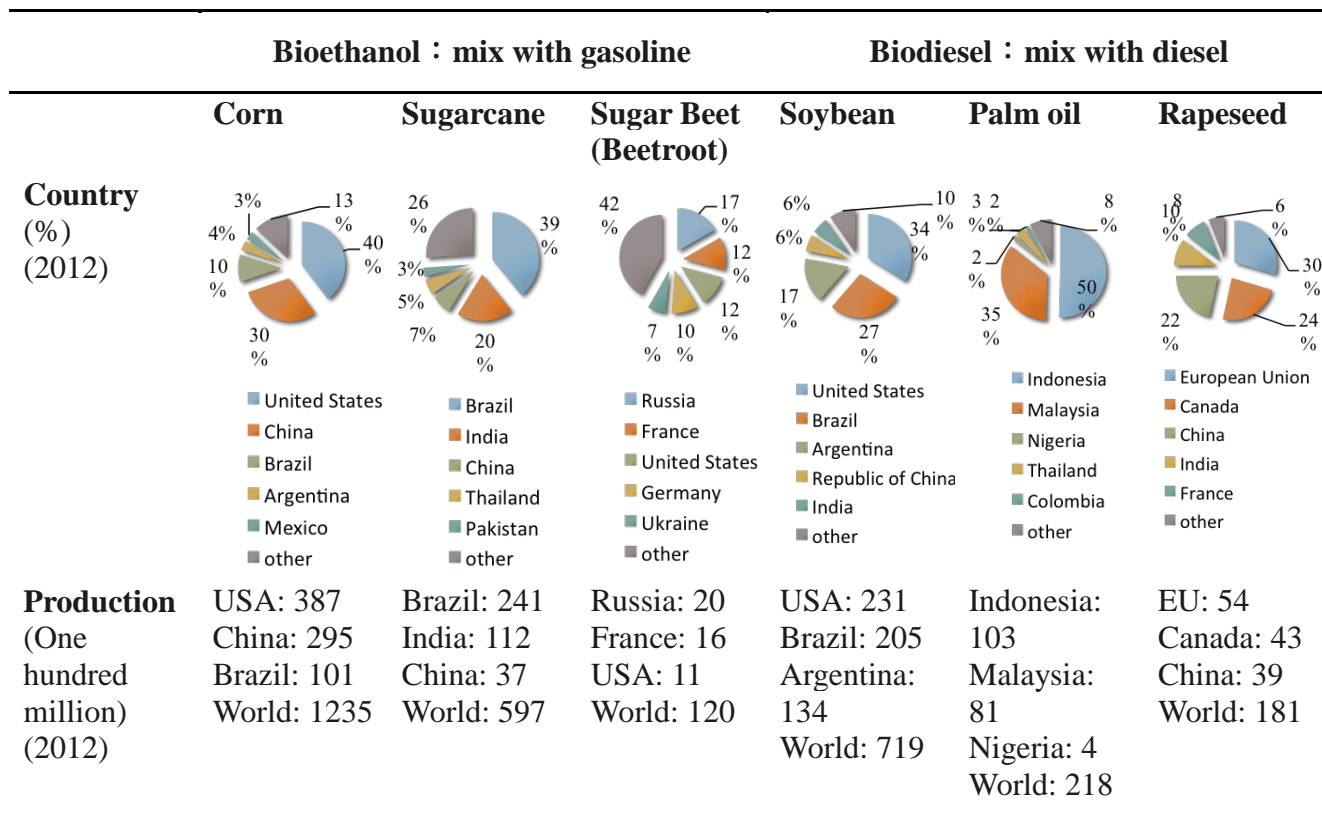 Bioethanol：mix with gasoline
Biodiesel：mix with diesel
Corn
Sugarcane
Sugar Beet
(Beetroot)
Soybean
Palm oil
Rapeseed
Country
(%)
(2012)
3%
13
%
4%
40
%
10
%
30
%
United States
China
Brazil
Argentina
Mexico
other
26
%
39
%
3%
5%
7%
20
%
Brazil
India
China
Thailand
Pakistan
other
42
%
17
%
12
%
12
%
7
%
10
%
Russia
France
United States
Germany
Ukraine
other
6%
10
%
34
%
6%
17
%
27
%
United States
Brazil
Argentina
Republic of China
India
other
3
%
2
%
8
%
2
%
50
%
35
%
Indonesia
Malaysia
Nigeria
Thailand
Colombia
other
8
%
10
%
6
%
30
%
22
%
24
%
European Union
Canada
China
India
France
other
Production
(One
hundred
million)
(2012)
USA: 387
China: 295
Brazil: 101
World: 1235
Brazil: 241
India: 112
China: 37
World: 597
Russia: 20
France: 16
USA: 11
World: 120
USA: 231
Brazil: 205
Argentina:
134
World: 719
Indonesia:
103
Malaysia:
81
Nigeria: 4
World: 218
EU: 54
Canada: 43
China: 39
World: 181